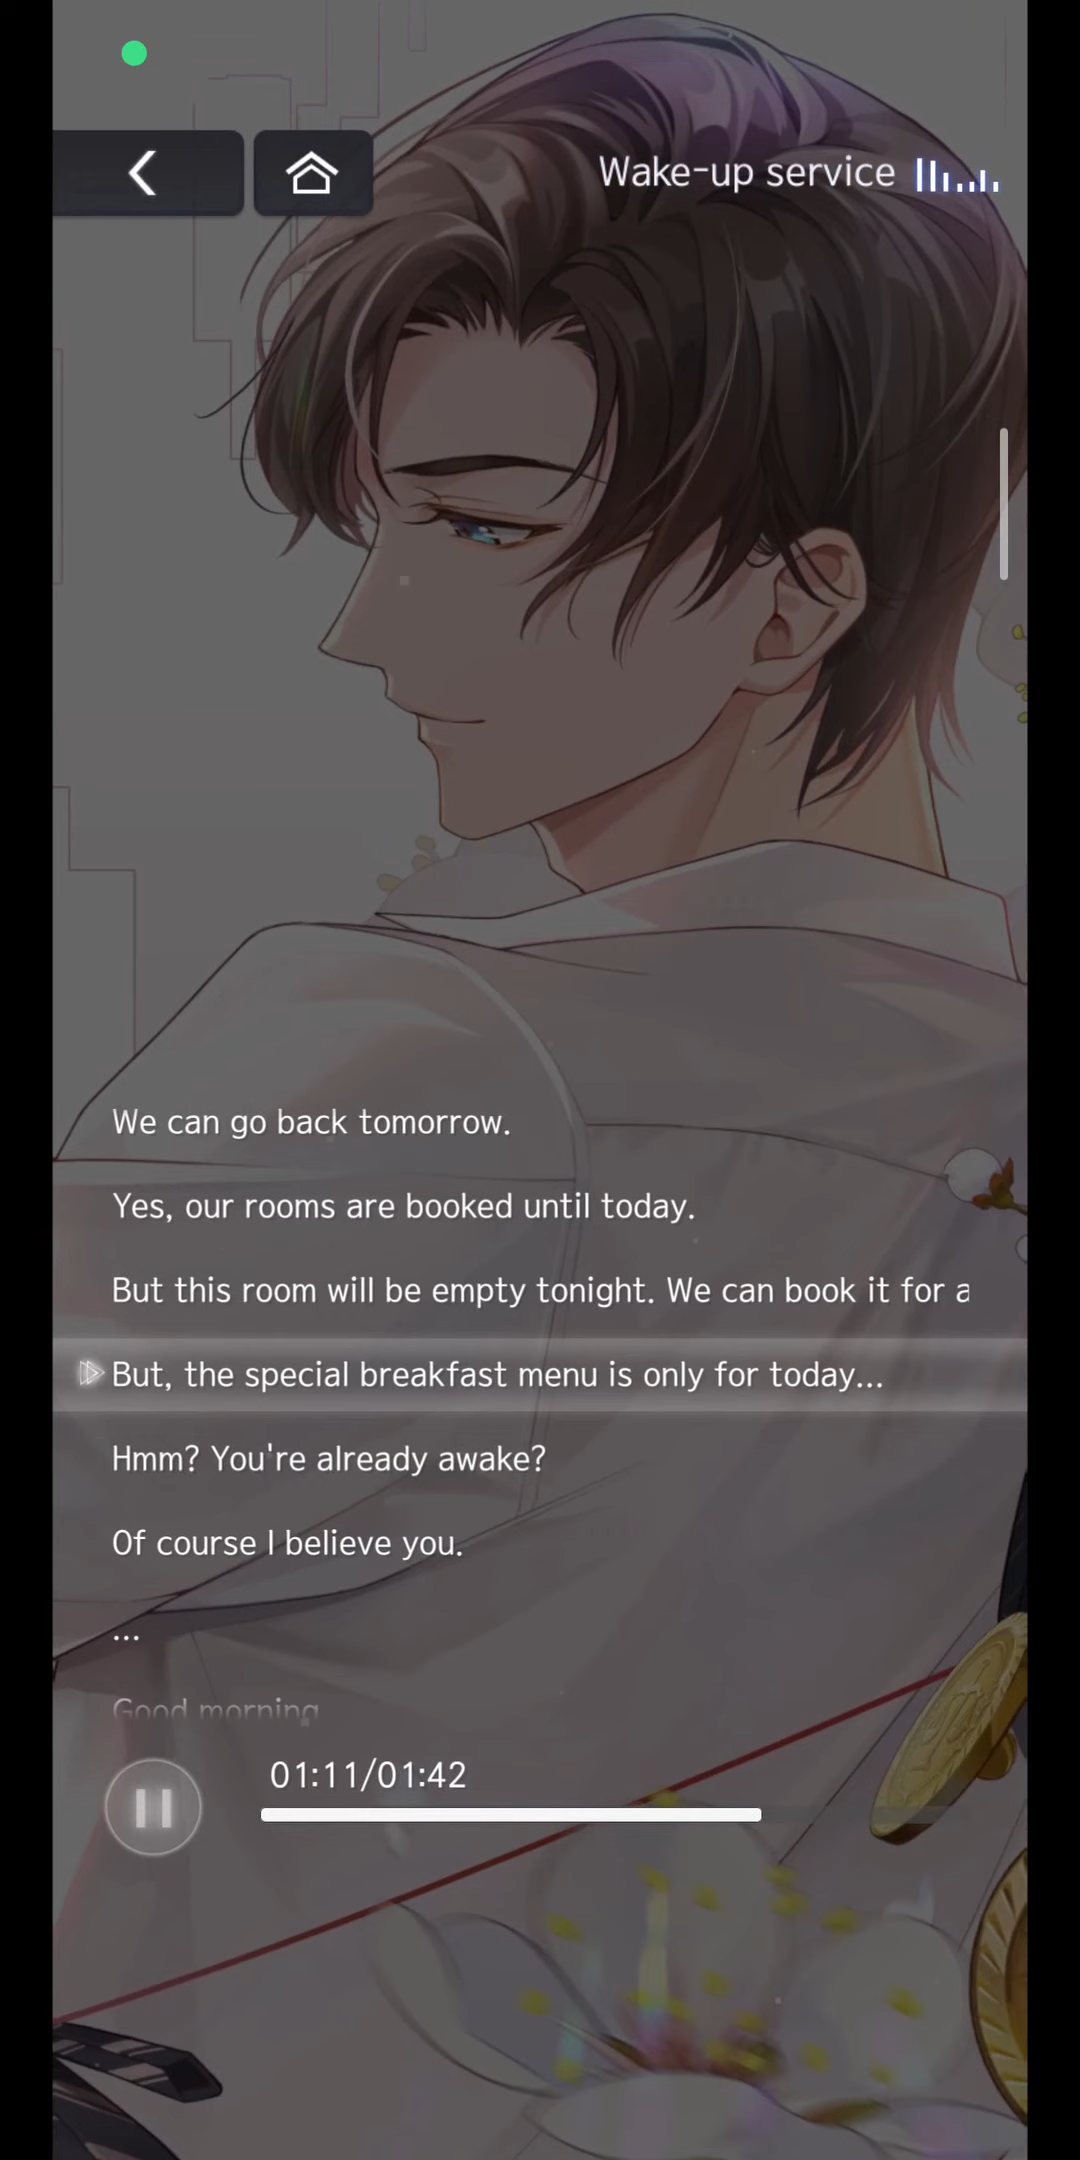 Wake-up service
We can go back tomorrow.
Yes, our rooms are booked until today.
But this room will be empty tonight. We can book it for a
But, the special breakfast menu is only for today...
Hmm? You're already awake?
Of course I believe you.
...
Good morning
01:11/01:42